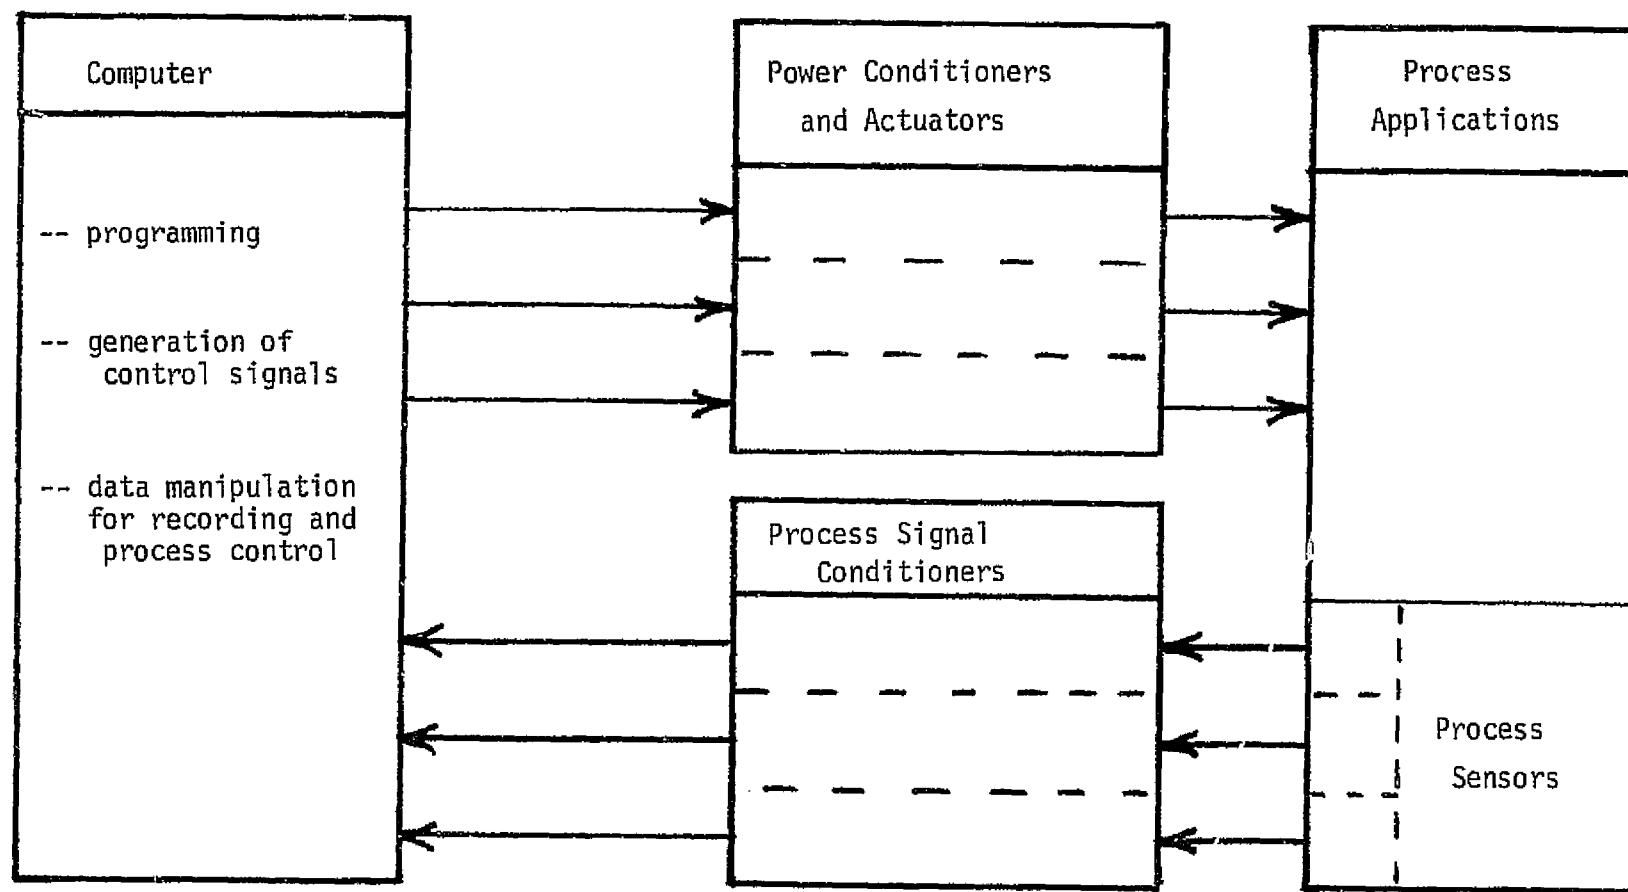 Computer
-- programming
-- generation of
control signals
-- data manipulation
for recording and
process control
Power Conditioners
and Actuators
Process Signal
Conditioners
Process
Applications
Process
Sensors